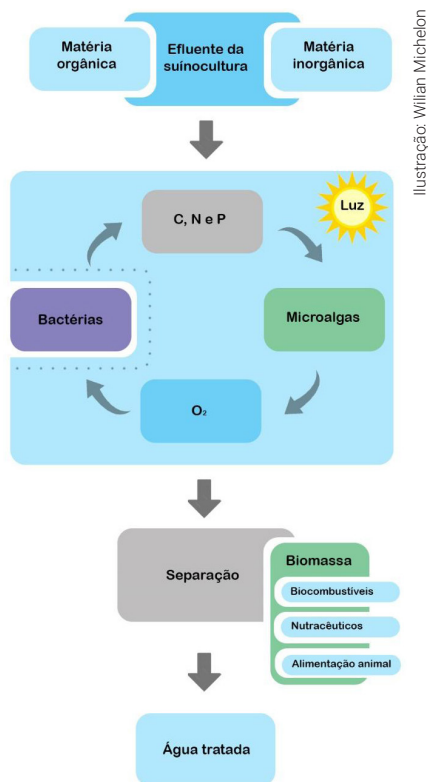 Matéria
orgânica
Efluente da
suínocultura
Matéria
inorgânica
Ilustração: Wilian Michelon
C, N e P
Luz
Bactérias
Microalgas
O₂
Separação
Biomassa
Biocombustíveis
Nutracêuticos
Alimentação animal
Água tratada